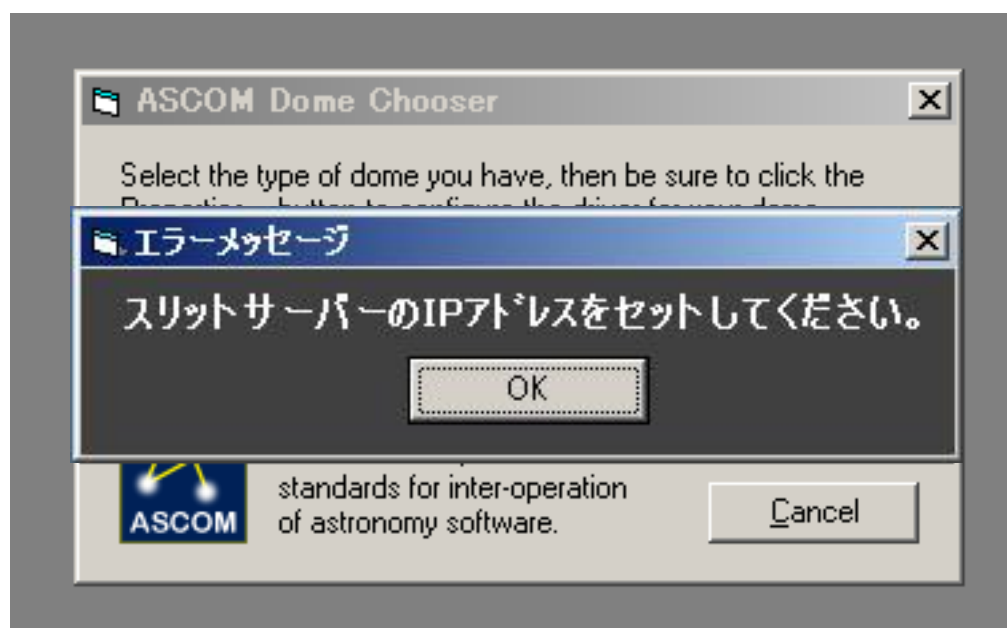 ASCOM Dome Chooser
Select the type of dome you have, then be sure to click the
エラーメッセージ
スリットサーバーのIPアドレスをセットしてください。
OK
standards for inter-operation
of astronomy software.
ASCOM
Cancel